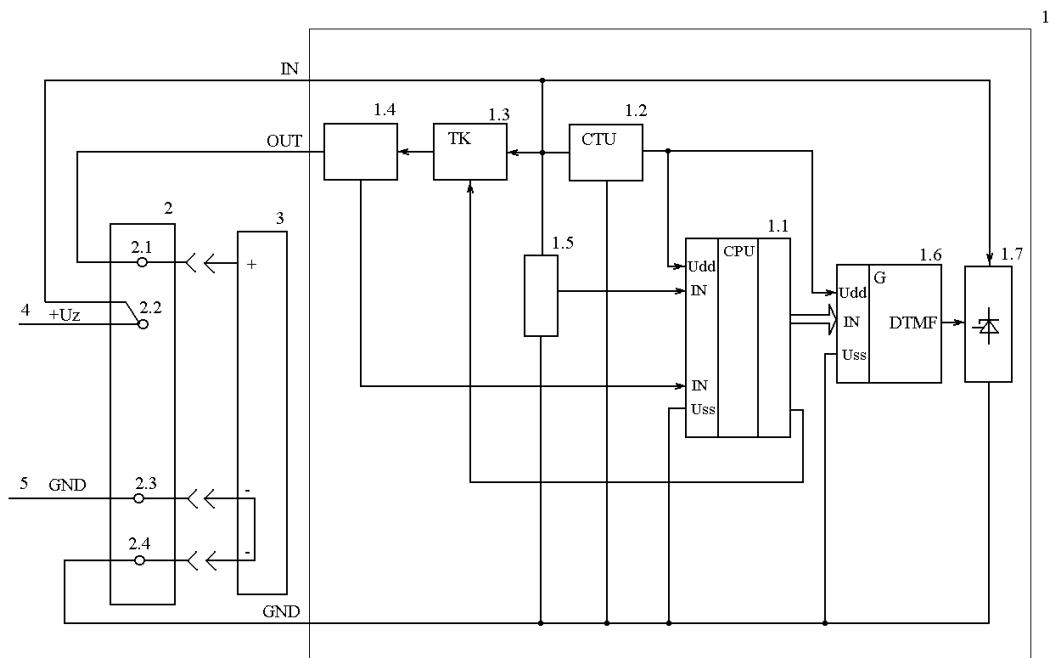 1
IN
1.4
1.3
1.2
OUT
TK
CTU
2
3
1.1
1.5
CPU
1.6
1.7
2.1
+
Udd
G
IN
Udd
4
+Uz
2.2
IN
DTMF
Uss
IN
Uss
5
GND
2.3
-
2.4
-
GND